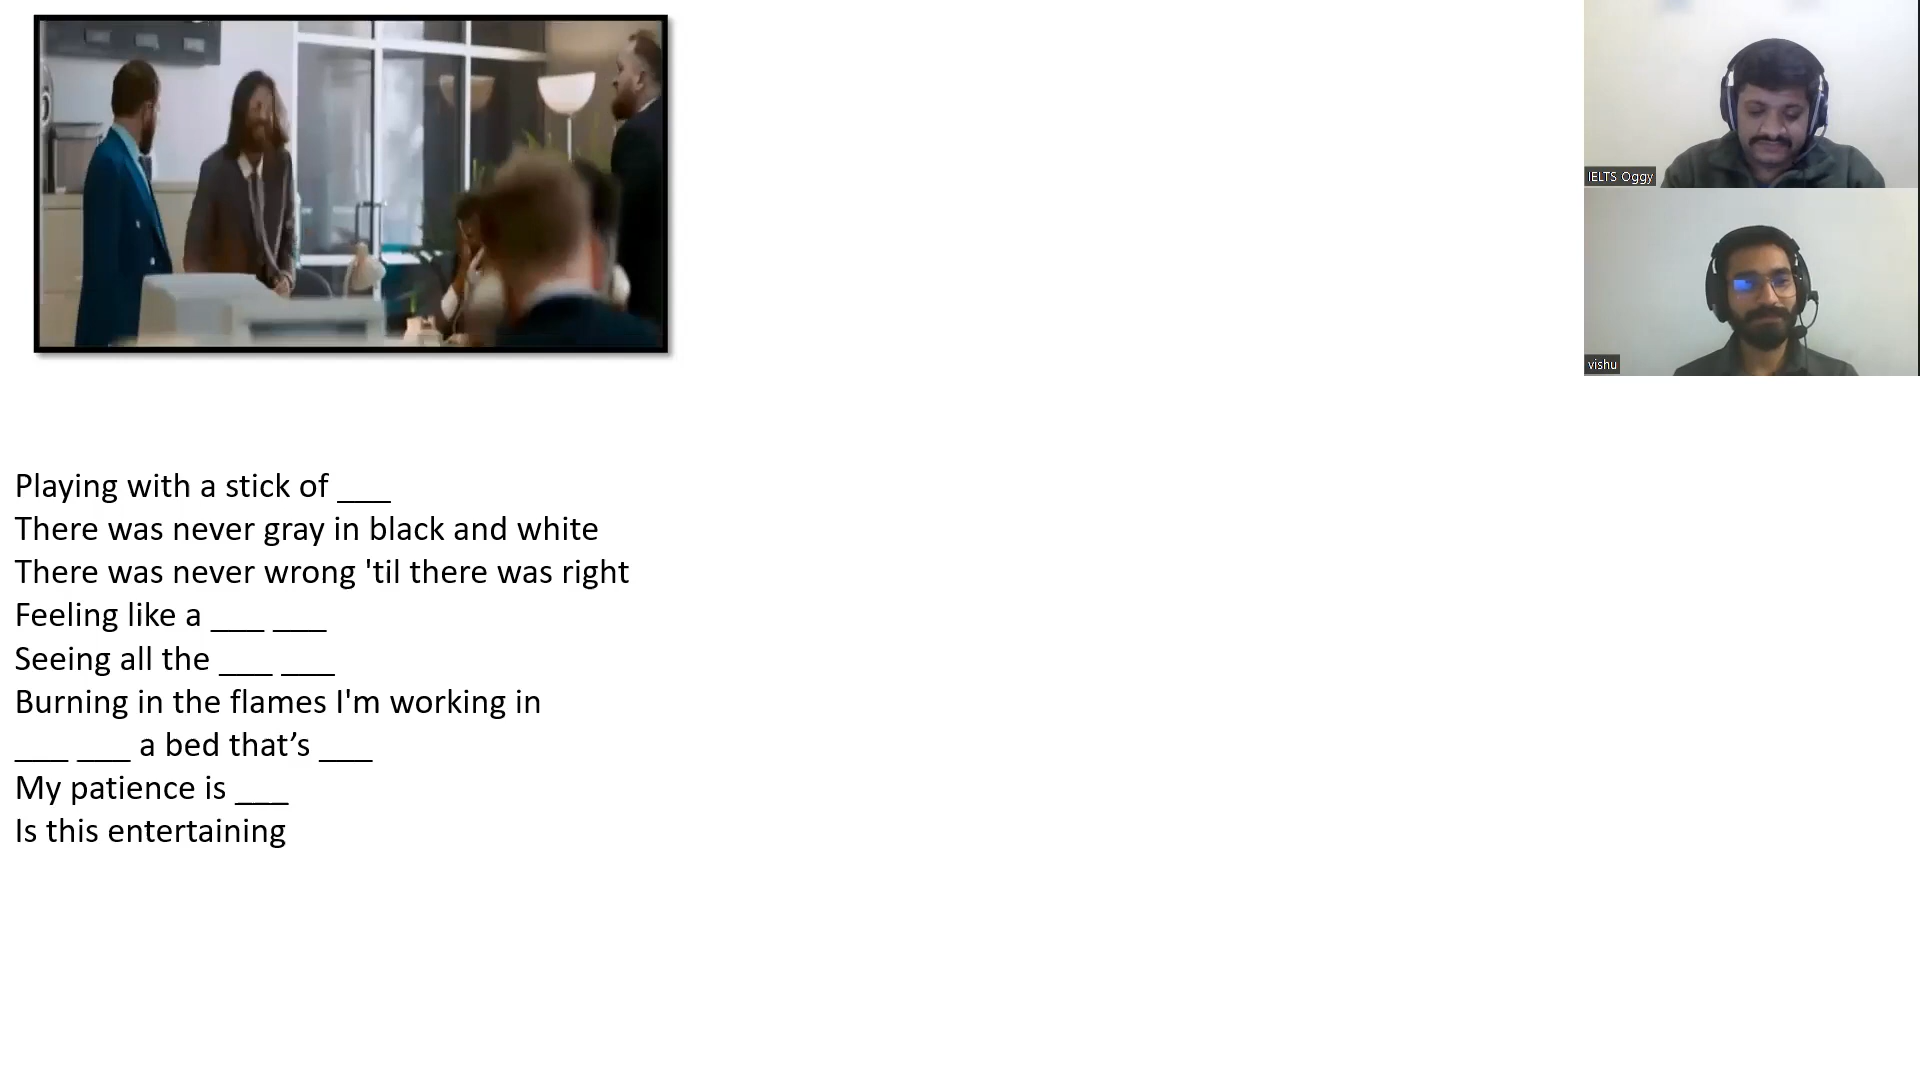 IELTS Oggy
vishu
Playing with a stick of ___
There was never gray in black and white
There was never wrong 'til there was right
Feeling like a ___ ___
Seeing all the ___ ___
Burning in the flames I'm working in
___ ___ a bed that’s ___
My patience is ___
Is this entertaining